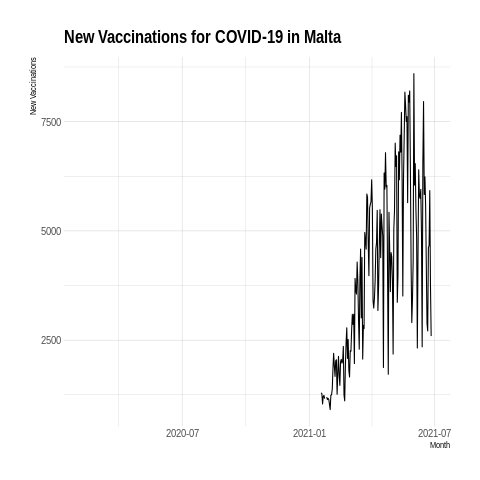 New Vaccinations for COVID-19 in Malta
New Vaccinations
7500
5000
2500
2020-07
2021-01
2021-07
Month